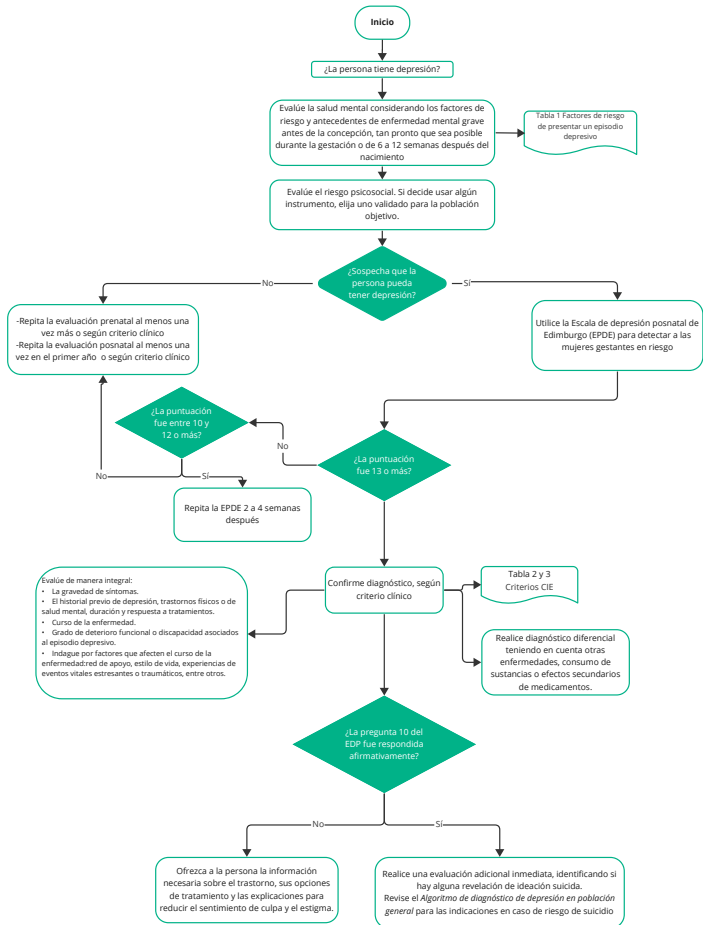 Inicio
¿La persona tiene depresión?
Evalúe la salud mental considerando los factores de
riesgo y antecedentes de enfermedad mental grave
antes de la concepción, tan pronto que sea posible
durante la gestación o de 6 a 12 semanas después del
nacimiento
Tabla 1 Factores de riesgo
de presentar un episodio
depresivo
Evalúe el riesgo psicosocial. Si decide usar algún
instrumento, elija uno validado para la población
objetivo.
¿Sospecha que la
persona pueda
tener depresión?
No
Sí
-Repita la evaluación prenatal al menos una
vez más o según criterio clínico
-Repita la evaluación posnatal al menos una
vez en el primer año o según criterio clínico
Utilice la Escala de depresión posnatal de
Edimburgo (EPDE) para detectar a las
mujeres gestantes en riesgo
¿La puntuación
fue entre 10 y
12 o más?
No
¿La puntuación
fue 13 o más?
No
Sí
Repita la EPDE 2 a 4 semanas
después
Evalúe de manera integral:
• La gravedad de síntomas.
• El historial previo de depresión, trastornos físicos o de
salud mental, duración y respuesta a tratamientos.
• Curso de la enfermedad.
• Grado de deterioro funcional o discapacidad asociados
al episodio depresivo.
• Indague por factores que afecten el curso de la
enfermedad:red de apoyo, estilo de vida, experiencias de
eventos vitales estresantes o traumáticos, entre otros.
Confirme diagnóstico, según
criterio clínico
Tabla 2 y 3
Criterios CIE
Realice diagnóstico diferencial
teniendo en cuenta otras
enfermedades, consumo de
sustancias o efectos secundarios
de medicamentos.
¿La pregunta 10 del
EDP fue respondida
afirmativamente?
No
Sí
Ofrezca a la persona la información
necesaria sobre el trastorno, sus opciones
de tratamiento y las explicaciones para
reducir el sentimiento de culpa y el estigma.
Realice una evaluación adicional inmediata, identificando si
hay alguna revelación de ideación suicida.
Revise el Algoritmo de diagnóstico de depresión en población
general para las indicaciones en caso de riesgo de suicidio